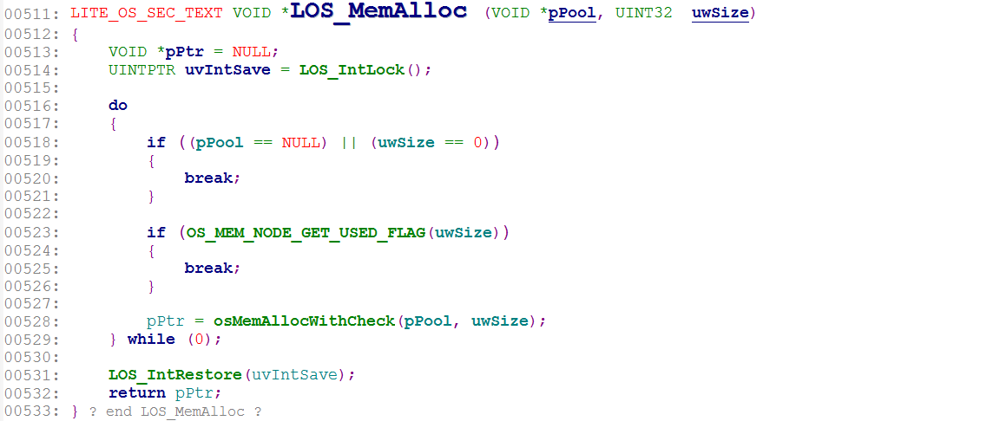 00511: LITE_OS_SEC_TEXT VOID *LOS_MemAlloc (VOID *pPool, UINT32  uwSize)
00512: {
00513:     VOID *pPtr = NULL;
00514:     UINTPTR uvIntSave = LOS_IntLock();
00515:
00516:     do
00517:     {
00518:         if ((pPool == NULL) || (uwSize == 0))
00519:         {
00520:             break;
00521:         }
00522:
00523:         if (OS_MEM_NODE_GET_USED_FLAG(uwSize))
00524:         {
00525:             break;
00526:         }
00527:
00528:         pPtr = osMemAllocWithCheck(pPool, uwSize);
00529:     } while (0);
00530:
00531:     LOS_IntRestore(uvIntSave);
00532:     return pPtr;
00533: } ? end LOS_MemAlloc ?